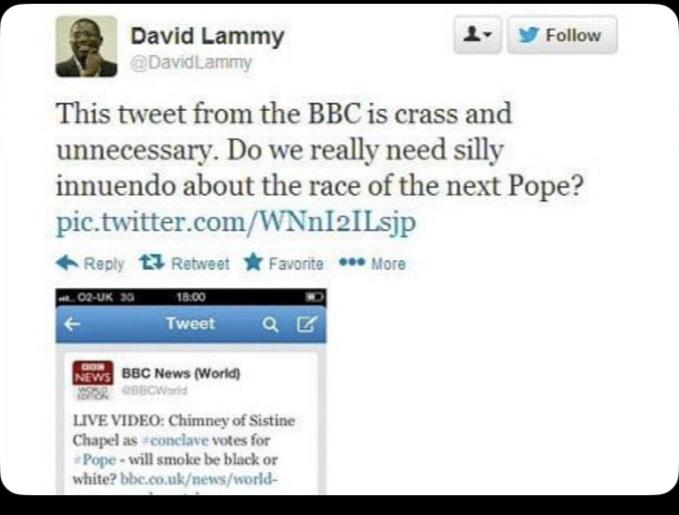 David Lammy
@DavidLammy
Follow
This tweet from the BBC is crass and
unnecessary. Do we really need silly
innuendo about the race of the next Pope?
pic.twitter.com/WNnI2ILsjp
Reply Retweet Favorite ••• More
O2-UK 3G 18:00
Tweet
BBC
NEWS
WORLD
EDITION
BBC News (World)
@BBCWorld
LIVE VIDEO: Chimney of Sistine
Chapel as #conclave votes for
#Pope - will smoke be black or
white? bbc.co.uk/news/world-